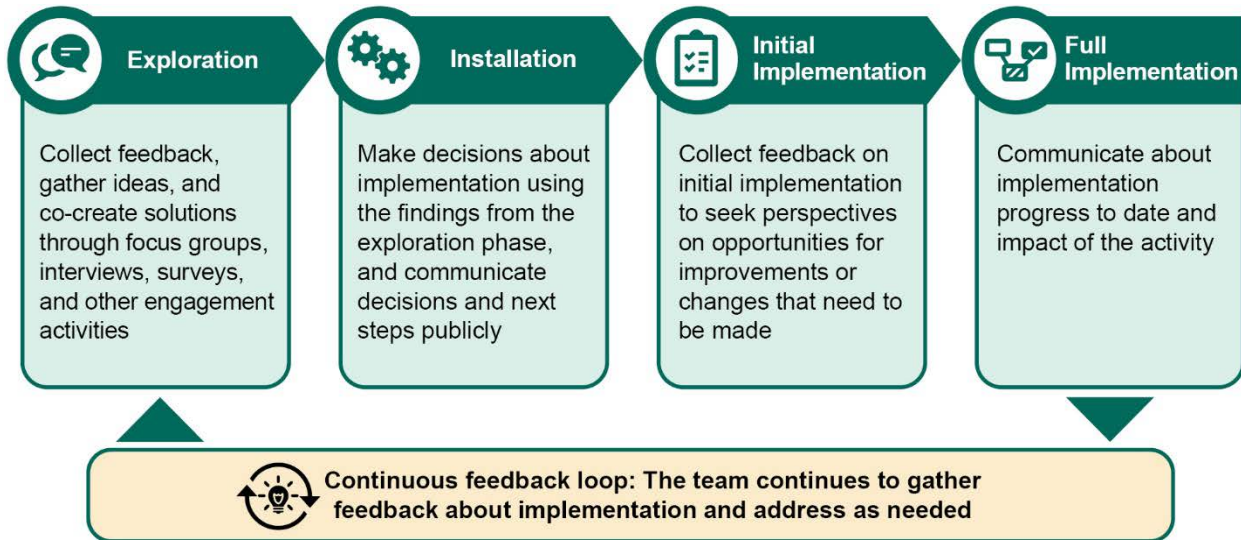 Exploration
Collect feedback,
gather ideas, and
co-create solutions
through focus groups,
interviews, surveys,
and other engagement
activities
Installation
Make decisions about
implementation using
the findings from the
exploration phase,
and communicate
decisions and next
steps publicly
Initial
Implementation
Collect feedback on
initial implementation
to seek perspectives
on opportunities for
improvements or
changes that need to
be made
Full
Implementation
Communicate about
implementation
progress to date and
impact of the activity
Continuous feedback loop: The team continues to gather
feedback about implementation and address as needed